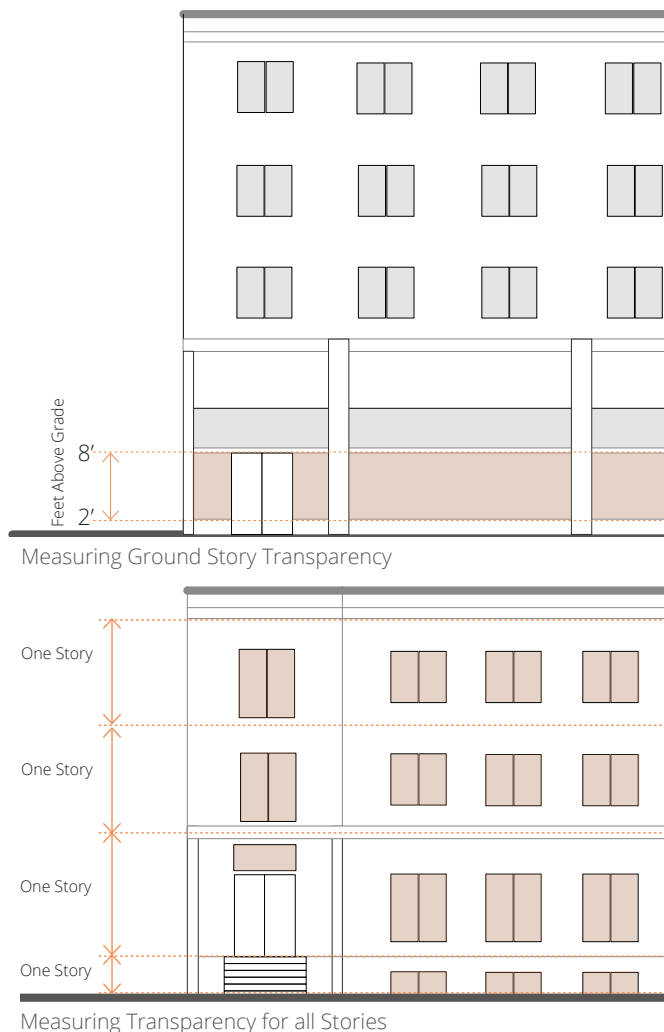 Feet Above Grade
8’
2’
Measuring Ground Story Transparency
One Story
One Story
One Story
One Story
Measuring Transparency for all Stories